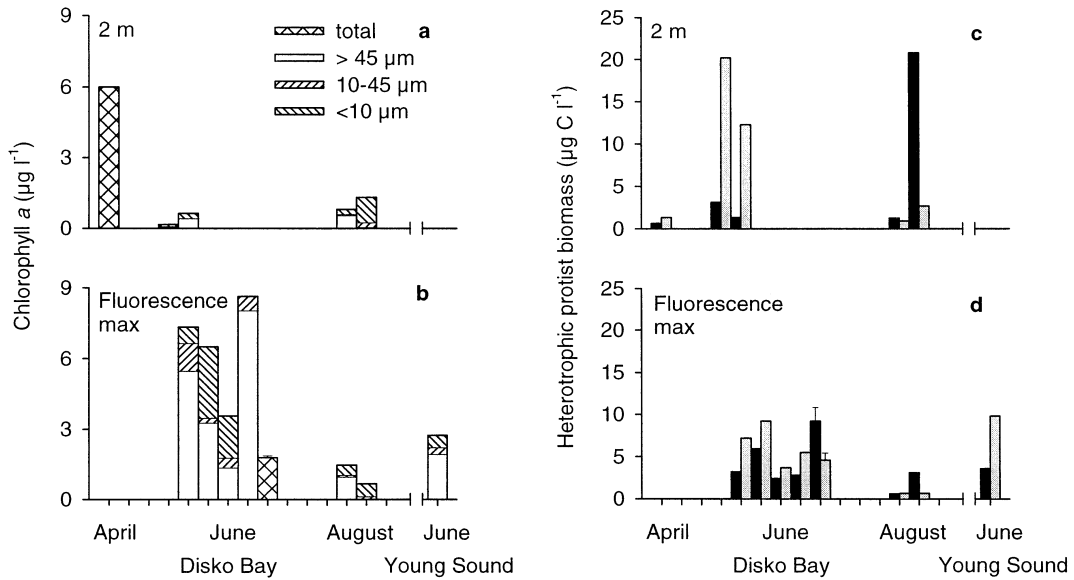 Chlorophyll a (µg l-1)
9
6
3
0
2 m
a
total
> 45 µm
10-45 µm
<10 µm
9
6
3
0
Fluorescence
max
b
April
June
August
June
Disko Bay
Young Sound
Heterotrophic protist biomass (µg C l-1)
25
20
15
10
5
0
2 m
c
25
20
15
10
5
0
Fluorescence
max
d
April
June
August
June
Disko Bay
Young Sound